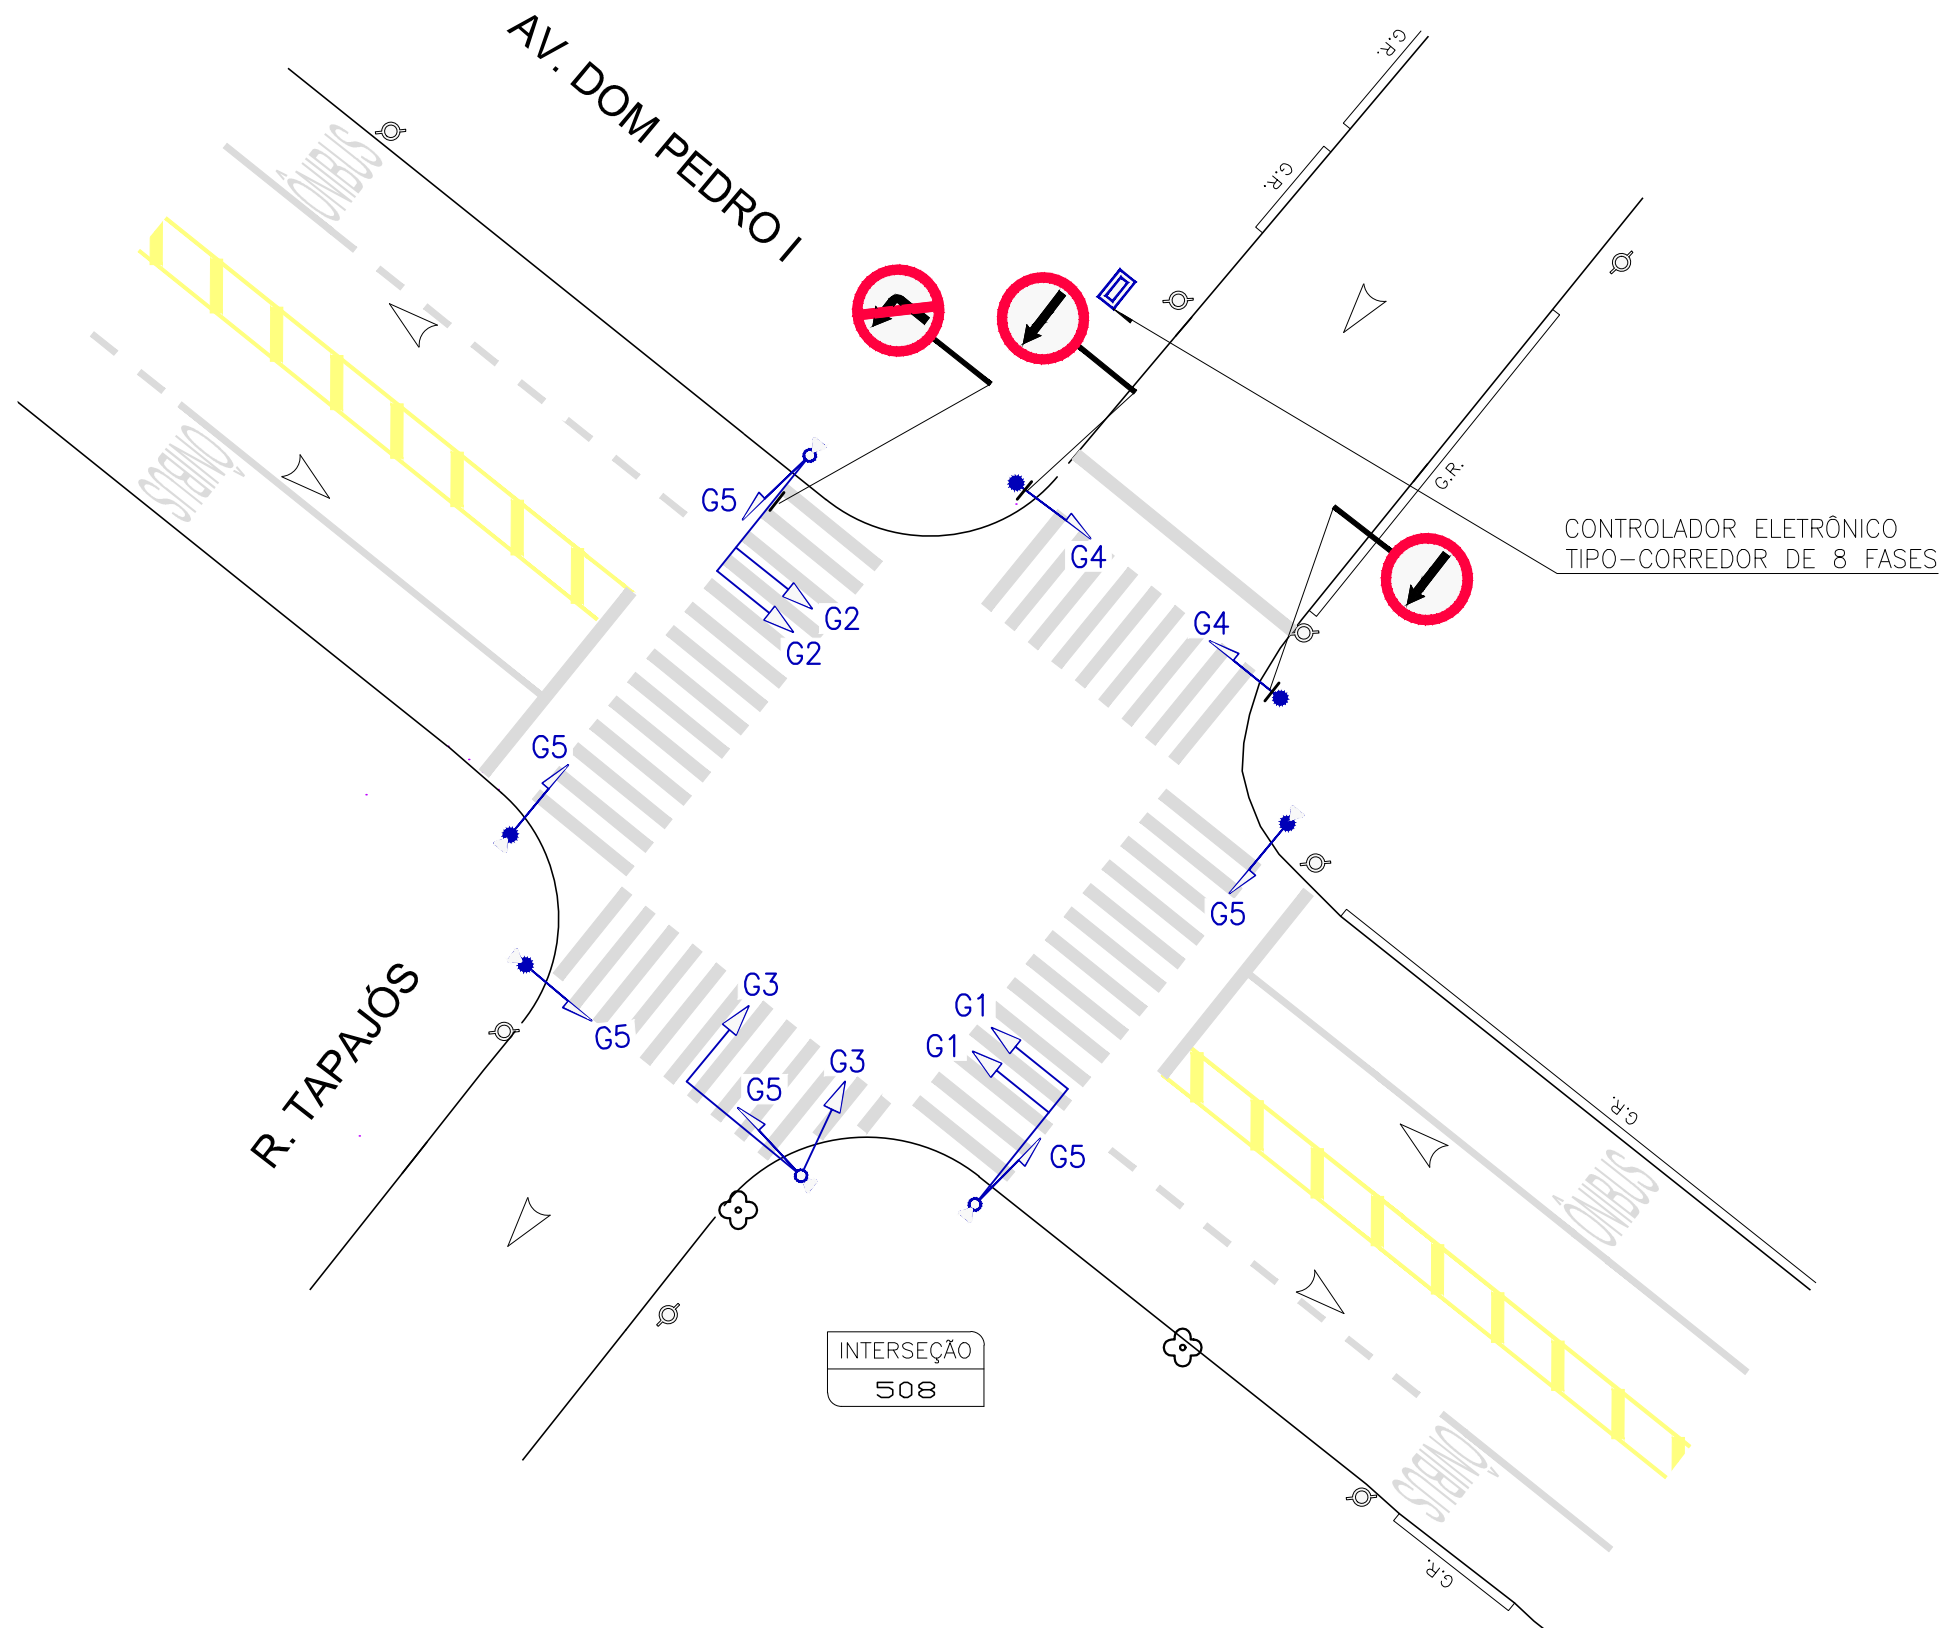 AV. DOM PEDRO I
G.R.
G.R.
G.R.
ÔNIBUS
ÔNIBUS
CONTROLADOR ELETRÔNICO
TIPO-CORREDOR DE 8 FASES
G5
G4
G2
G2
G4
G5
G5
G3
G1
G1
G5
G3
G5
G5
R. TAPAJÓS
G.R.
ÔNIBUS
ÔNIBUS
G.R.
INTERSEÇÃO
508